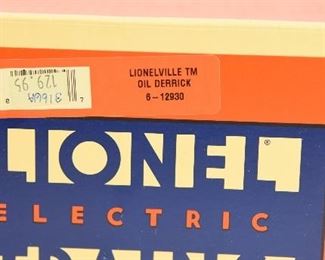 LIONELVILLE TM
OIL DERRICK
6-12930
129.95
LIONEL®
ELECTRIC